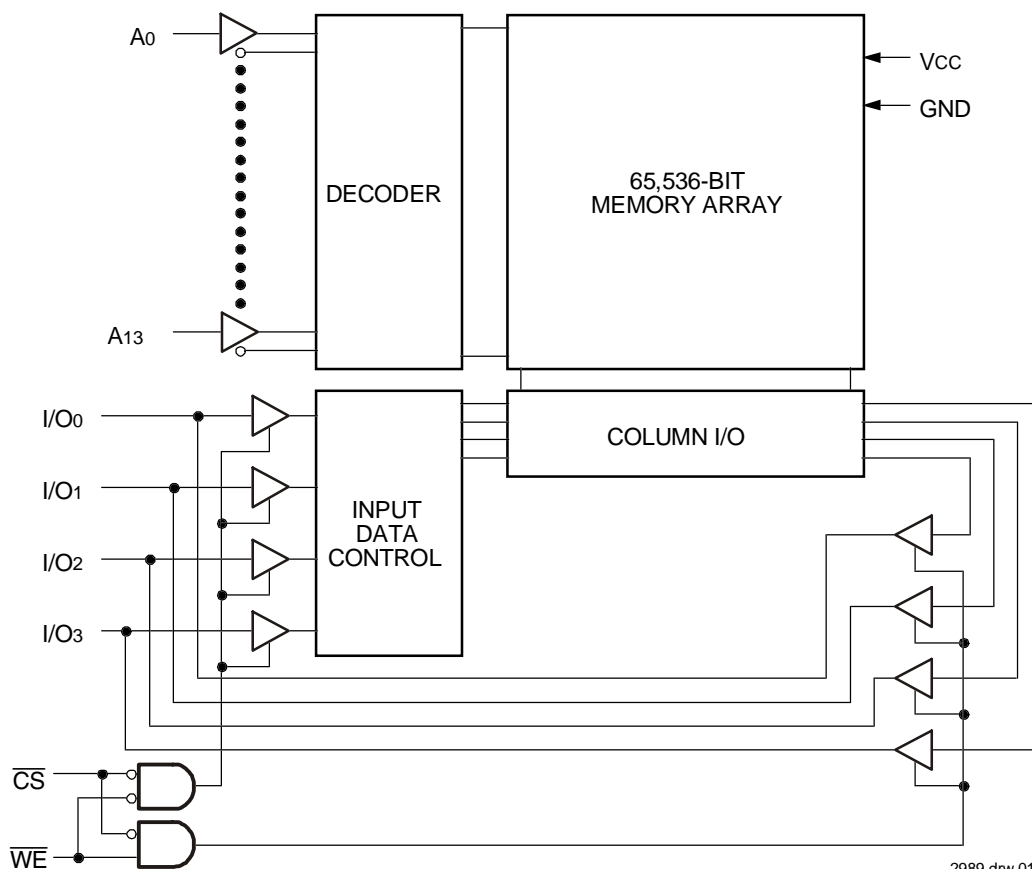 A0
VCC
GND
DECODER
65,536-BIT
MEMORY ARRAY
A13
I/O0
I/O1
I/O2
I/O3
INPUT
DATA
CONTROL
COLUMN I/O
CS
WE
2989 drw 01